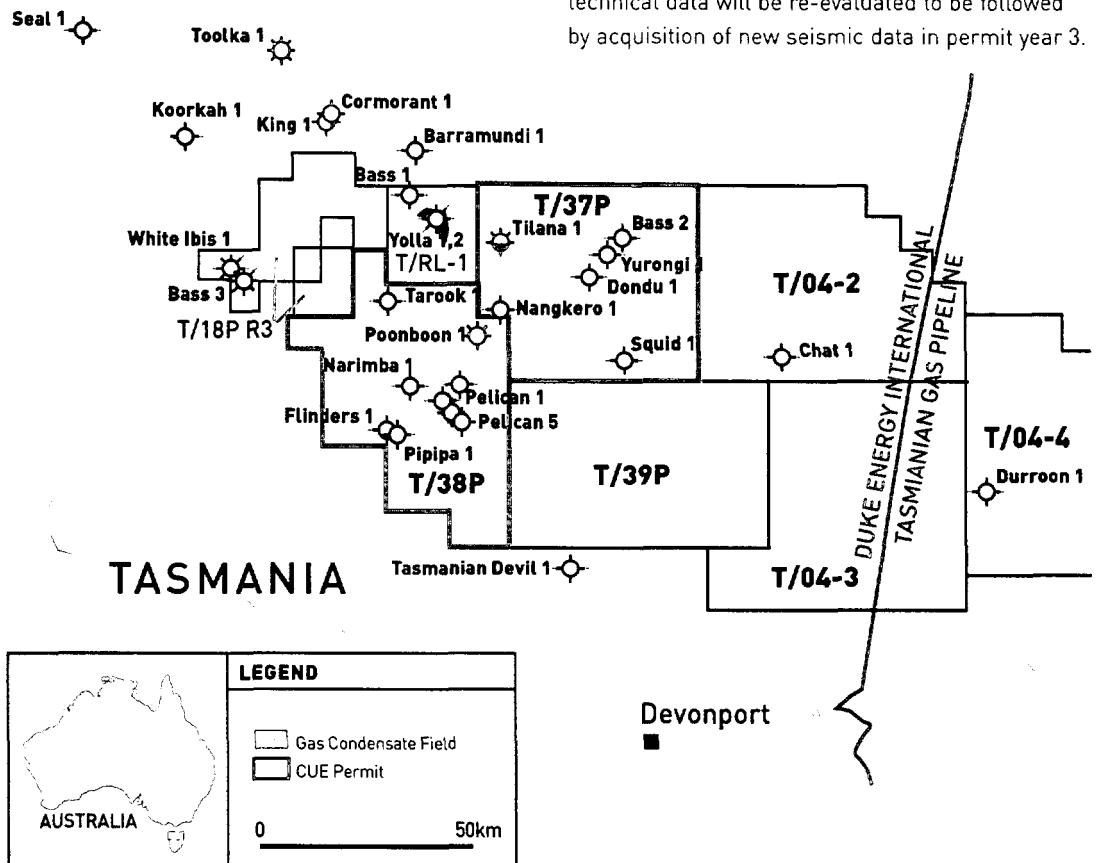 technical data will be re-evaluated to be followed
by acquisition of new seismic data in permit year 3.
Seal 1
Toolka 1
Cormorant 1
Koorkah 1
King 1
Barramundi 1
Bass 1
T/37P
White Ibis 1
Tilana 1
Bass 2
Yolla 1,2
T/RL-1
Yurongi 1
Dondu 1
T/04-2
Bass 3
Tarook 1
Nangkero 1
T/18P R3
Poonboon 1
Squid 1
Chat 1
Narimba 1
Pelican 1
Flinders 1
Pelican 5
Pipipa 1
T/38P
T/39P
T/04-4
Durroon 1
DUKE ENERGY INTERNATIONAL
TASMANIAN GAS PIPELINE
TASMANIA
Tasmanian Devil 1
T/04-3
LEGEND
Gas Condensate Field
CUE Permit
AUSTRALIA
0 50km
Devonport